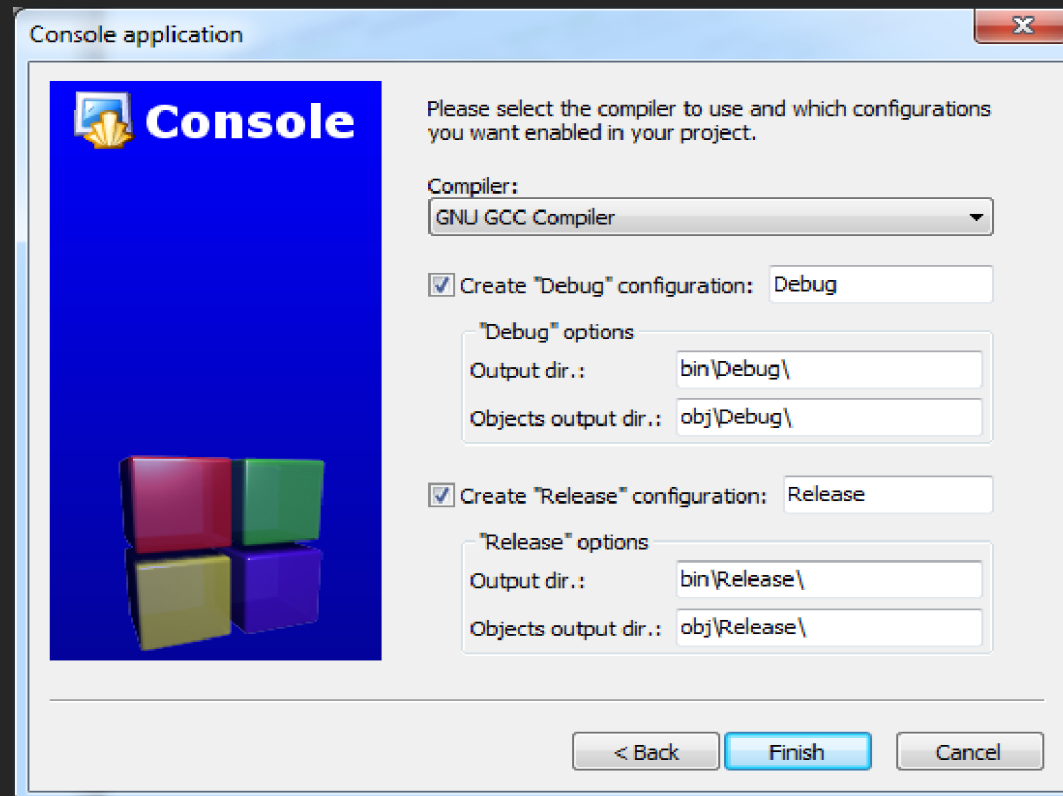 Console application
Console
Please select the compiler to use and which configurations
you want enabled in your project.
Compiler:
GNU GCC Compiler
Create "Debug" configuration: Debug
"Debug" options
Output dir.: bin\Debug\
Objects output dir.: obj\Debug\
Create "Release" configuration: Release
"Release" options
Output dir.: bin\Release\
Objects output dir.: obj\Release\
< Back Finish Cancel